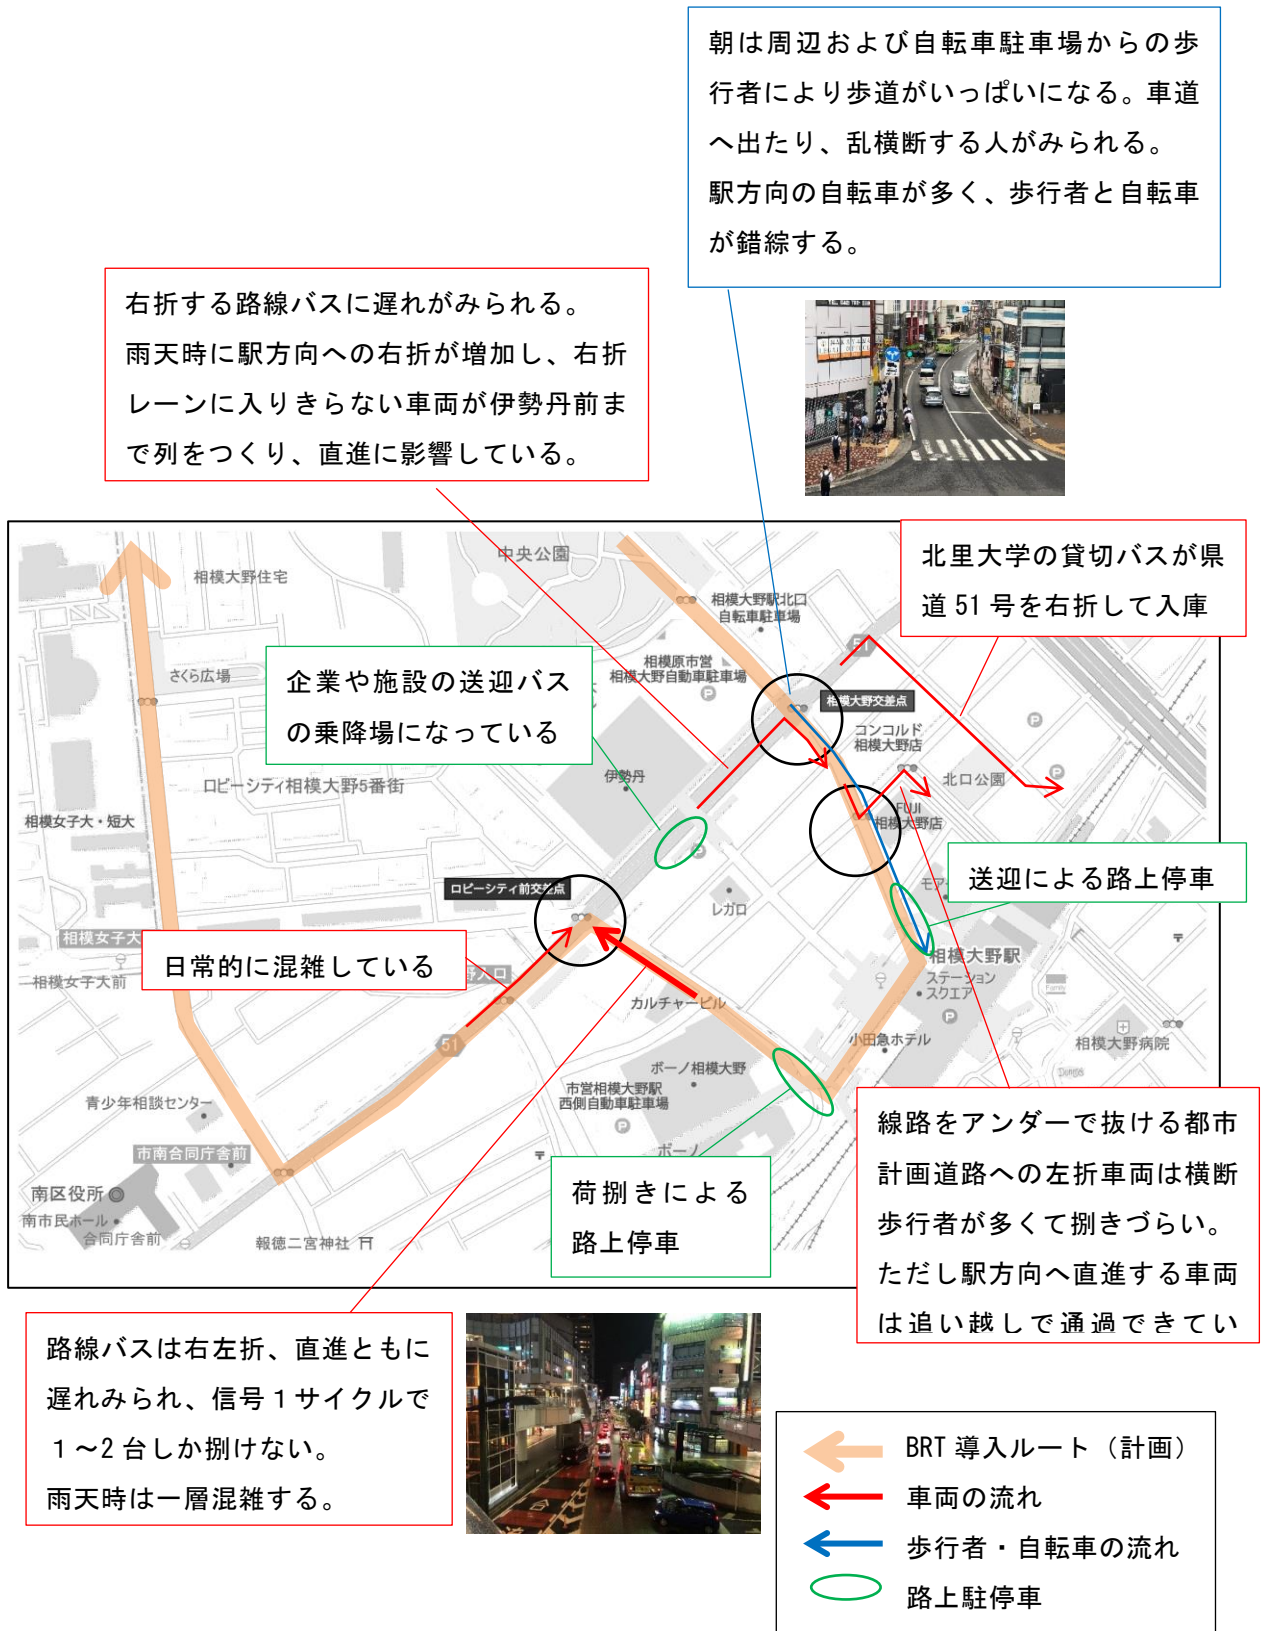 朝は周辺および自転車駐車場からの歩
行者により歩道がいっぱいになる。車道
へ出たり、乱横断する人がみられる。
駅方向の自転車が多く、歩行者と自転車
が錯綜する。
右折する路線バスに遅れがみられる。
雨天時に駅方向への右折が増加し、右折
レーンに入りきらない車両が伊勢丹前ま
で列をつくり、直進に影響している。
北里大学の貸切バスが県
道 51 号を右折して入庫
企業や施設の送迎バス
の乗降場になっている
中央公園
相模大野住宅
相模大野駅北口
自転車駐車場
51
さくら広場
相模原市営
相模大野自動車駐車場
P
相模大野交差点
コンコルド
相模大野店
P
伊勢丹
北口公園
P
ロビーシティ相模大野5番街
FUJI
相模大野店
相模女子大・短大
P
送迎による路上停車
モア
ロビーシティ前交差点
レガロ
相模女子大
相模女子大前
日常的に混雑している
入口
相模大野駅
ステーション
スクエア
P
カルチャービル
Family
小田急ホテル
相模大野病院
51
ボーノ相模大野
市営相模大野駅
西側自動車駐車場
P
青少年相談センター
市南合同庁舎前
ボーノ
南区役所
南市民ホール
合同庁舎前
報徳二宮神社
荷捌きによる
路上停車
線路をアンダーで抜ける都市
計画道路への左折車両は横断
歩行者が多くて捌きづらい。
ただし駅方向へ直進する車両
は追い越しで通過できてい
路線バスは右左折、直進ともに
遅れみられ、信号１サイクルで
１～2 台しか捌けない。
雨天時は一層混雑する。
BRT 導入ルート（計画）
車両の流れ
歩行者・自転車の流れ
路上駐停車